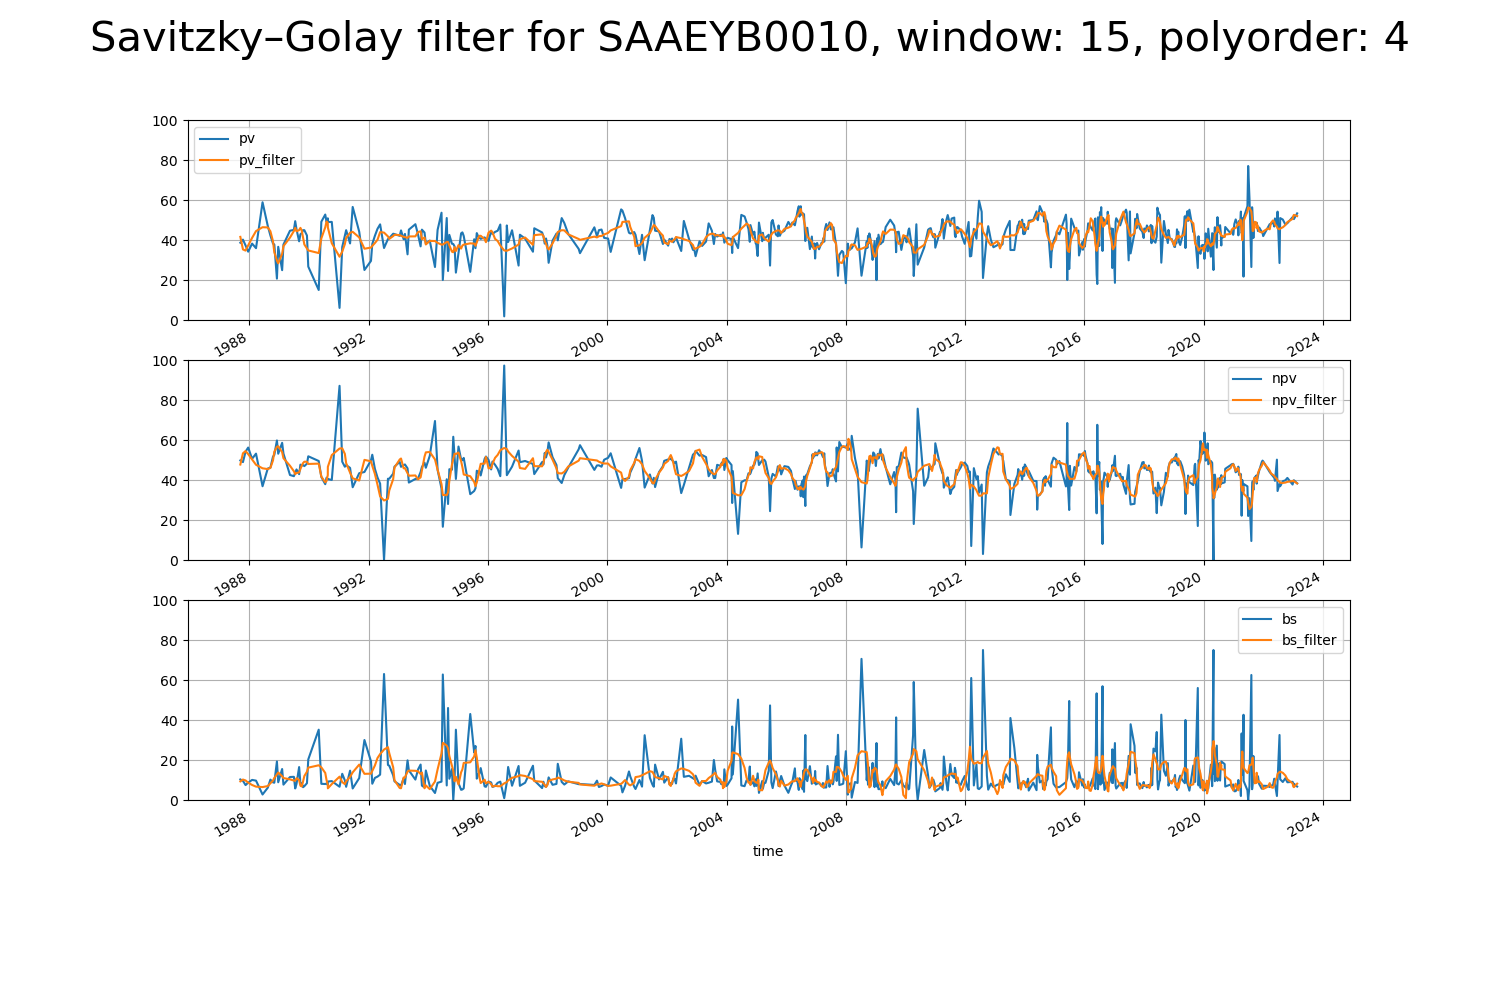 Savitzky–Golay filter for SAAEYB0010, window: 15, polyorder: 4
100
80
60
40
20
0
pv
pv_filter
1988 1992 1996 2000 2004 2008 2012 2016 2020 2024
100
80
60
40
20
0
npv
npv_filter
1988 1992 1996 2000 2004 2008 2012 2016 2020 2024
100
80
60
40
20
0
bs
bs_filter
1988 1992 1996 2000 2004 2008 2012 2016 2020 2024
time